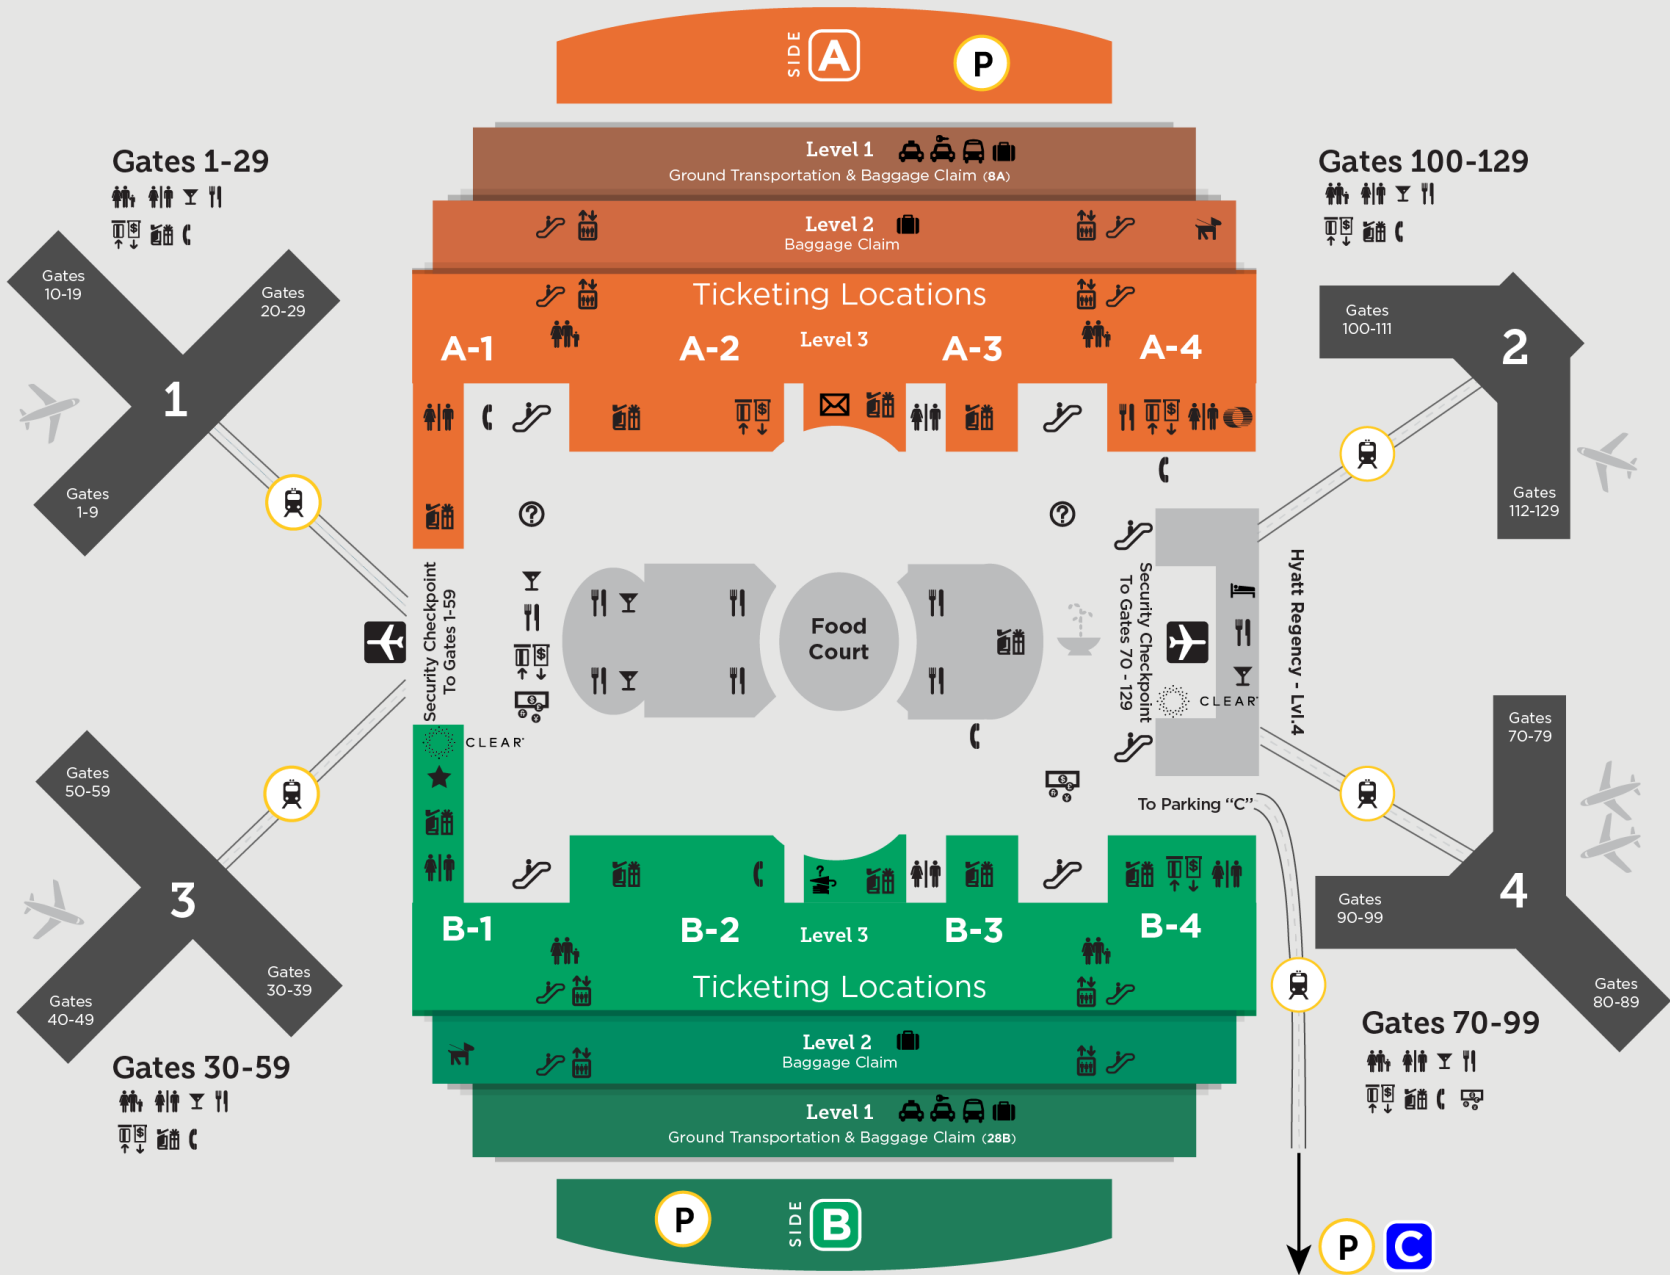 SIDE A
P
Level 1
Ground Transportation & Baggage Claim (8A)
Level 2
Baggage Claim
Ticketing Locations
Level 3
A-1
A-2
A-3
A-4
Gates 1-29
Gates
10-19
Gates
20-29
1
Gates
1-9
Gates 100-129
Gates
100-111
2
Gates
112-129
Security Checkpoint
To Gates 1-59
Food
Court
Security Checkpoint
To Gates 70 - 129
Hyatt Regency - Lvl.4
CLEAR
CLEAR
To Parking “C”
Gates
50-59
3
Gates
30-39
Gates
40-49
Gates 30-59
Gates
70-79
4
Gates
90-99
Gates
80-89
Gates 70-99
B-1
B-2
B-3
B-4
Level 3
Ticketing Locations
Level 2
Baggage Claim
Level 1
Ground Transportation & Baggage Claim (28B)
P
SIDE B
P C